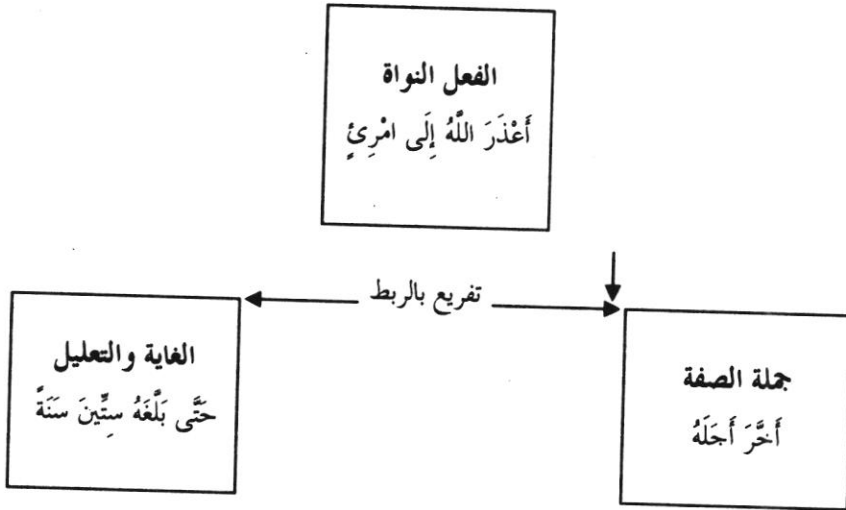 الفعل النواة
أَعْذَرَ اللَّهُ إِلَى امْرِئٍ
تفريع بالربط
جملة الصفة
أَخَّرَ أَجَلَهُ
الغاية والتعليل
حَتَّى بَلَّغَهُ سِتِّينَ سَنَةً